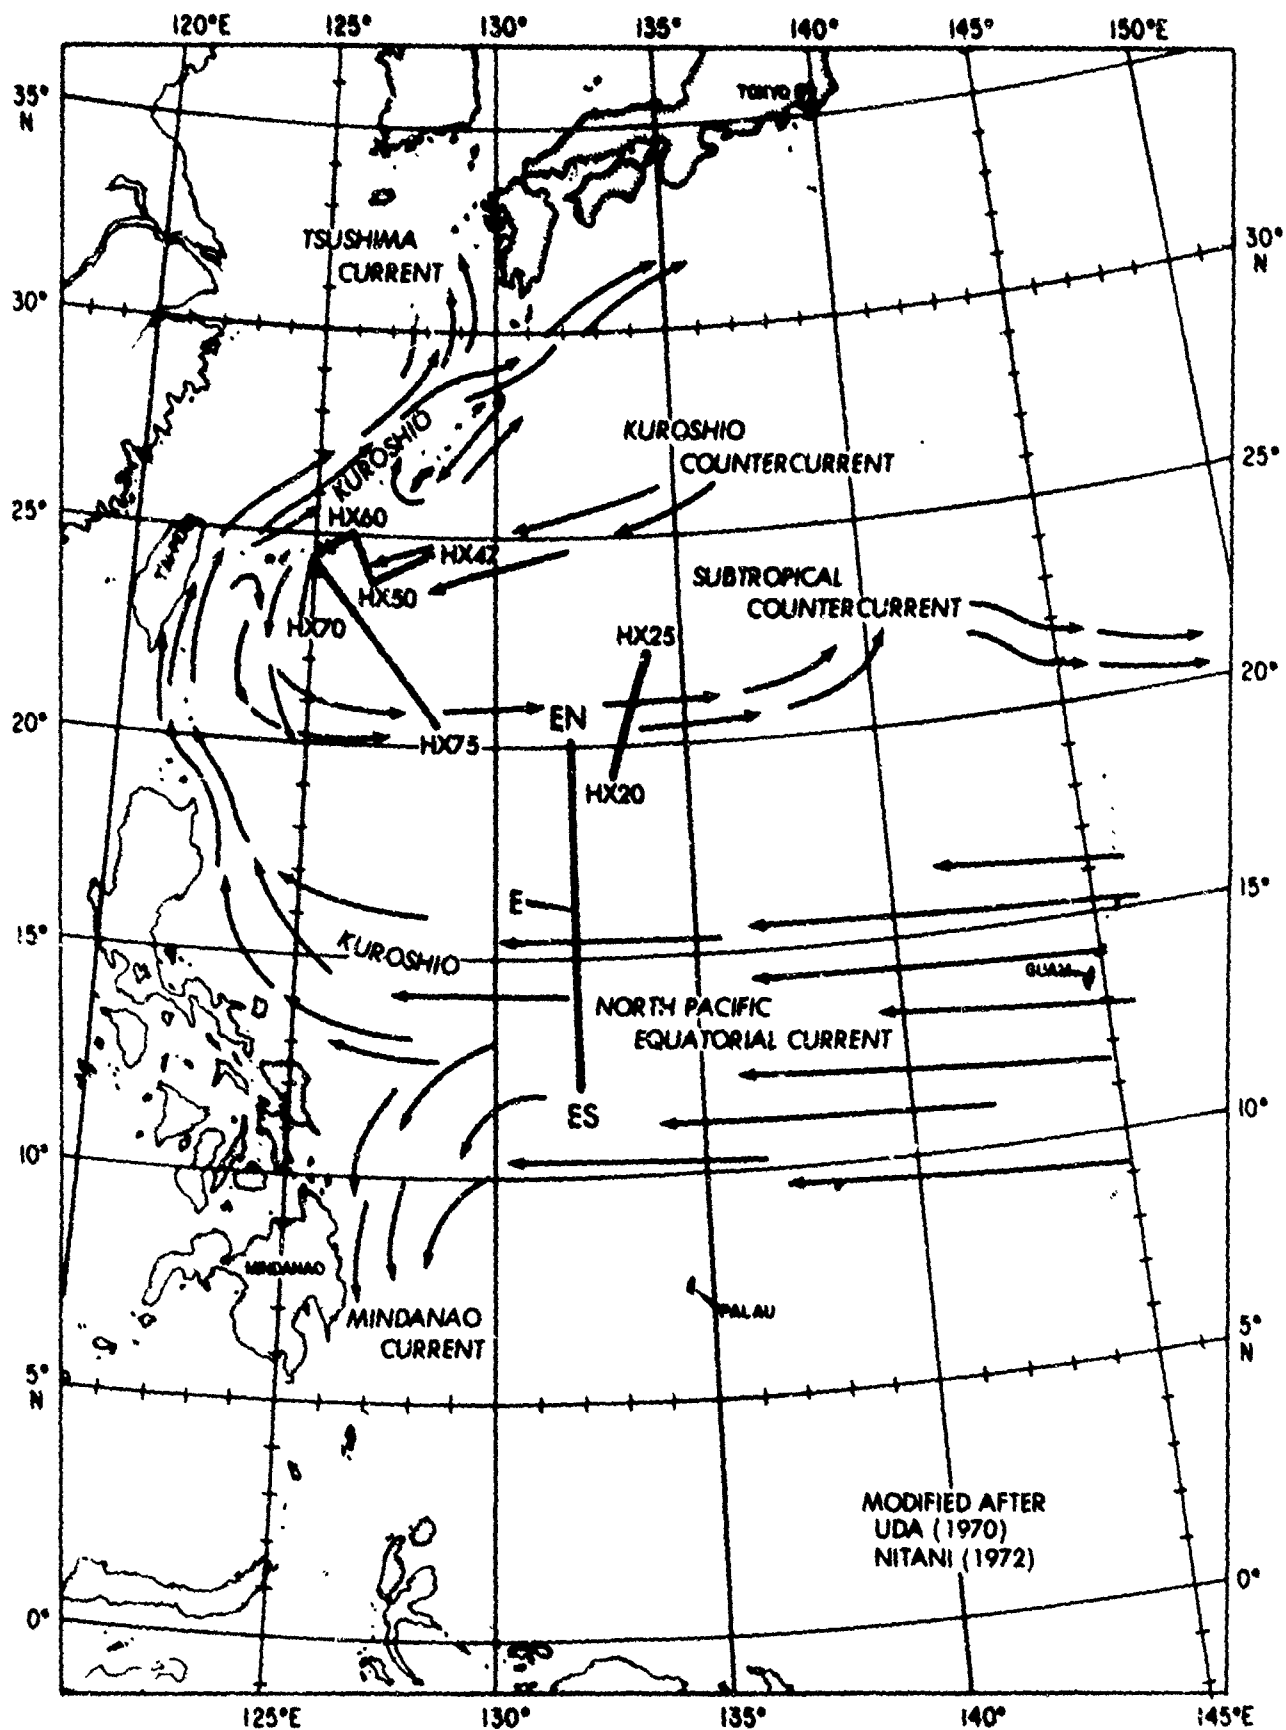 120°E 125° 130° 135° 140° 145° 150°E
35°
N
TOKYO
30°
N
TSUSHIMA
CURRENT
30°
KUROSHIO
KUROSHIO
COUNTERCURRENT
25°
25°
HX60
HX42
HX50
SUBTROPICAL
COUNTERCURRENT
HX70
HX25
20°
20°
EN
HX75
HX20
15°
E
15°
KUROSHIO
GUAM
NORTH PACIFIC
EQUATORIAL CURRENT
10°
ES
10°
MINDANAO
PALAU
MINDANAO
CURRENT
5°
N
5°
N
MODIFIED AFTER
UDA (1970)
NITANI (1972)
0°
0°
125°E 130° 135° 140° 145°E